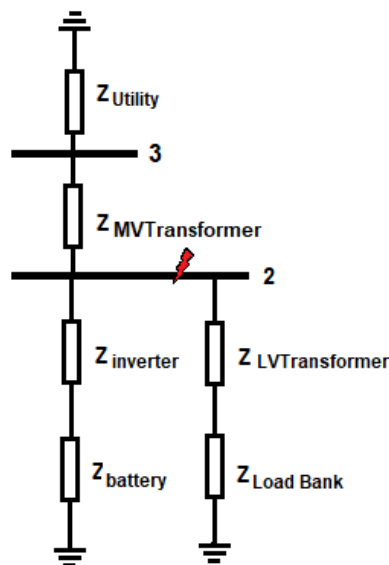 Z Utility
3
Z MVTransformer
2
Z inverter
Z LVTransformer
Z battery
Z Load Bank